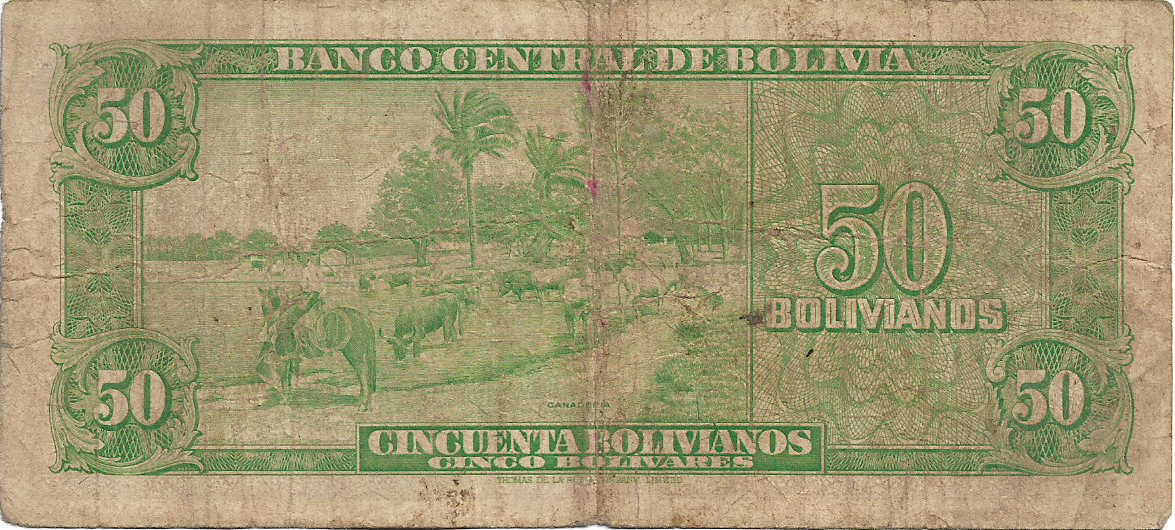 BANCO CENTRAL DE BOLIVIA
50
50
50
BOLIVIANOS
GANADERIA
50
50
CINCUENTA BOLIVIANOS
CINCO BOLIVARES
THOMAS DE LA RUE & COMPANY, LIMITED